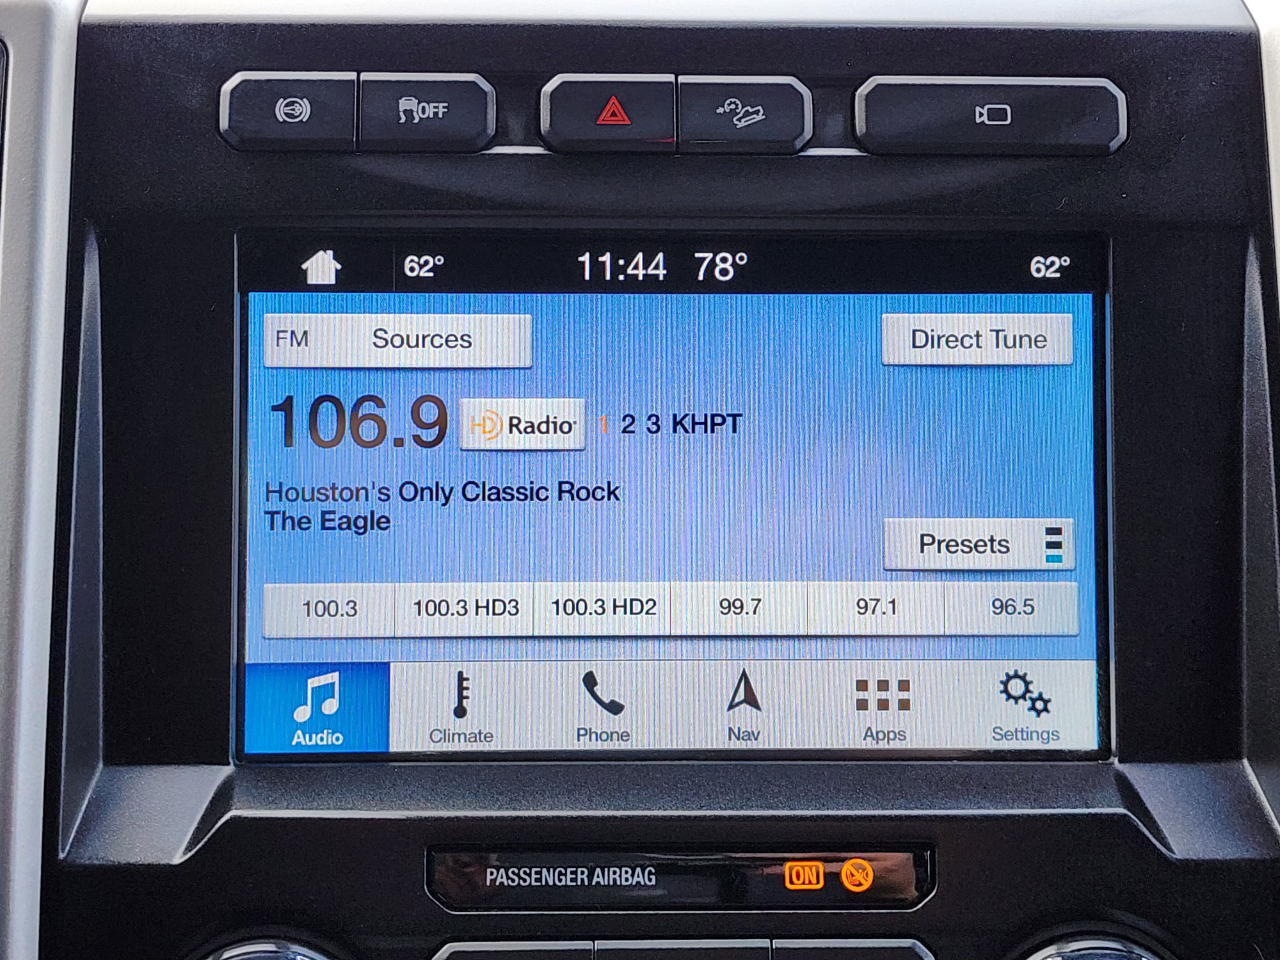 OFF
62° 11:44 78° 62°
FM Sources Direct Tune
106.9 HD Radio 1 2 3 KHPT
Houston's Only Classic Rock
The Eagle
Presets
100.3 100.3 HD3 100.3 HD2 99.7 97.1 96.5
Audio Climate Phone Nav Apps Settings
PASSENGER AIRBAG ON